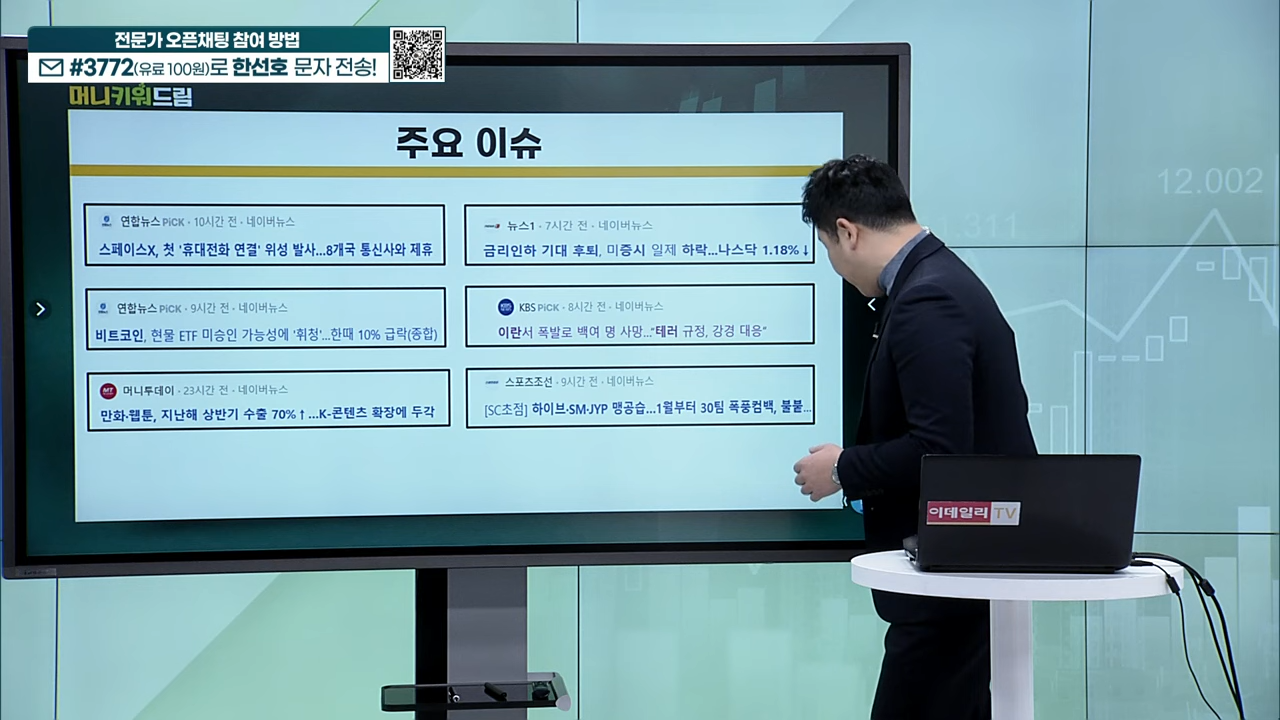 전문가 오픈채팅 참여 방법
#3772(유료 100원)로 한선호 문자 전송!
머니키워드림
주요 이슈
연합뉴스 PiCK · 10시간 전 · 네이버뉴스
스페이스X, 첫 '휴대전화 연결' 위성 발사...8개국 통신사와 제휴
뉴스1 · 7시간 전 · 네이버뉴스
금리인하 기대 후퇴, 미증시 일제 하락...나스닥 1.18%↓
연합뉴스 PiCK · 9시간 전 · 네이버뉴스
비트코인, 현물 ETF 미승인 가능성에 '휘청'...한때 10% 급락(종합)
KBS PiCK · 8시간 전 · 네이버뉴스
이란서 폭발로 백여 명 사망..."테러 규정, 강경 대응"
MT 머니투데이 · 23시간 전 · 네이버뉴스
만화·웹툰, 지난해 상반기 수출 70%↑...K-콘텐츠 확장에 두각
스포츠조선 · 9시간 전 · 네이버뉴스
[SC초점] 하이브·SM·JYP 맹공습...1월부터 30팀 폭풍컴백, 불붙...
12.002
이데일리TV